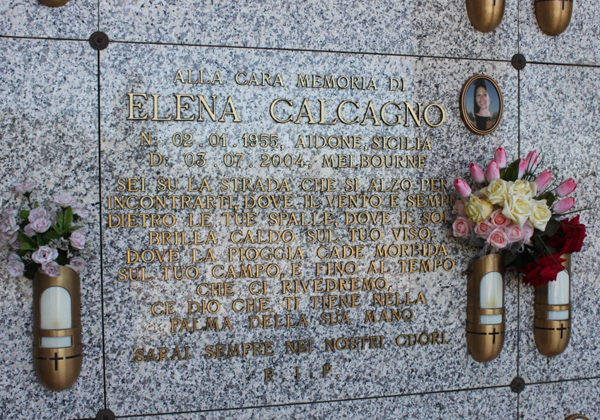 ALLA CARA MEMORIA DI
ELENA CALCAGNO
N. 02.01.1955, AIDONE, SICILIA
D. 03.07.2004, MELBOURNE
SEI SU LA STRADA CHE SI ALZO PER
INCONTRARTI, DOVE IL VENTO E SEMPRE
DIETRO LE TUE SPALLE, DOVE IL SOLE
BRILLA CALDO SUL TUO VISO,
DOVE LA PIOGGIA CADE MORBIDA
SUL TUO CAMPO, E FINO AL TEMPO
CHE CI RIVEDREMO,
CE DIO CHE TI TIENE NELLA
PALMA DELLA SUA MANO
SARAI SEMPRE NEI NOSTRI CUORI.
R.I.P